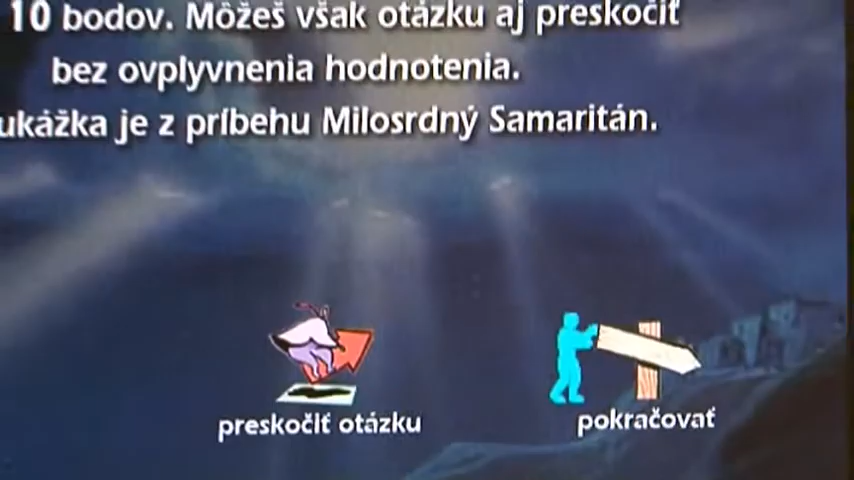 10 bodov. Môžeš však otázku aj preskočiť
bez ovplyvnenia hodnotenia.
ukážka je z príbehu Milosrdný Samaritán.
preskočiť otázku
pokračovať